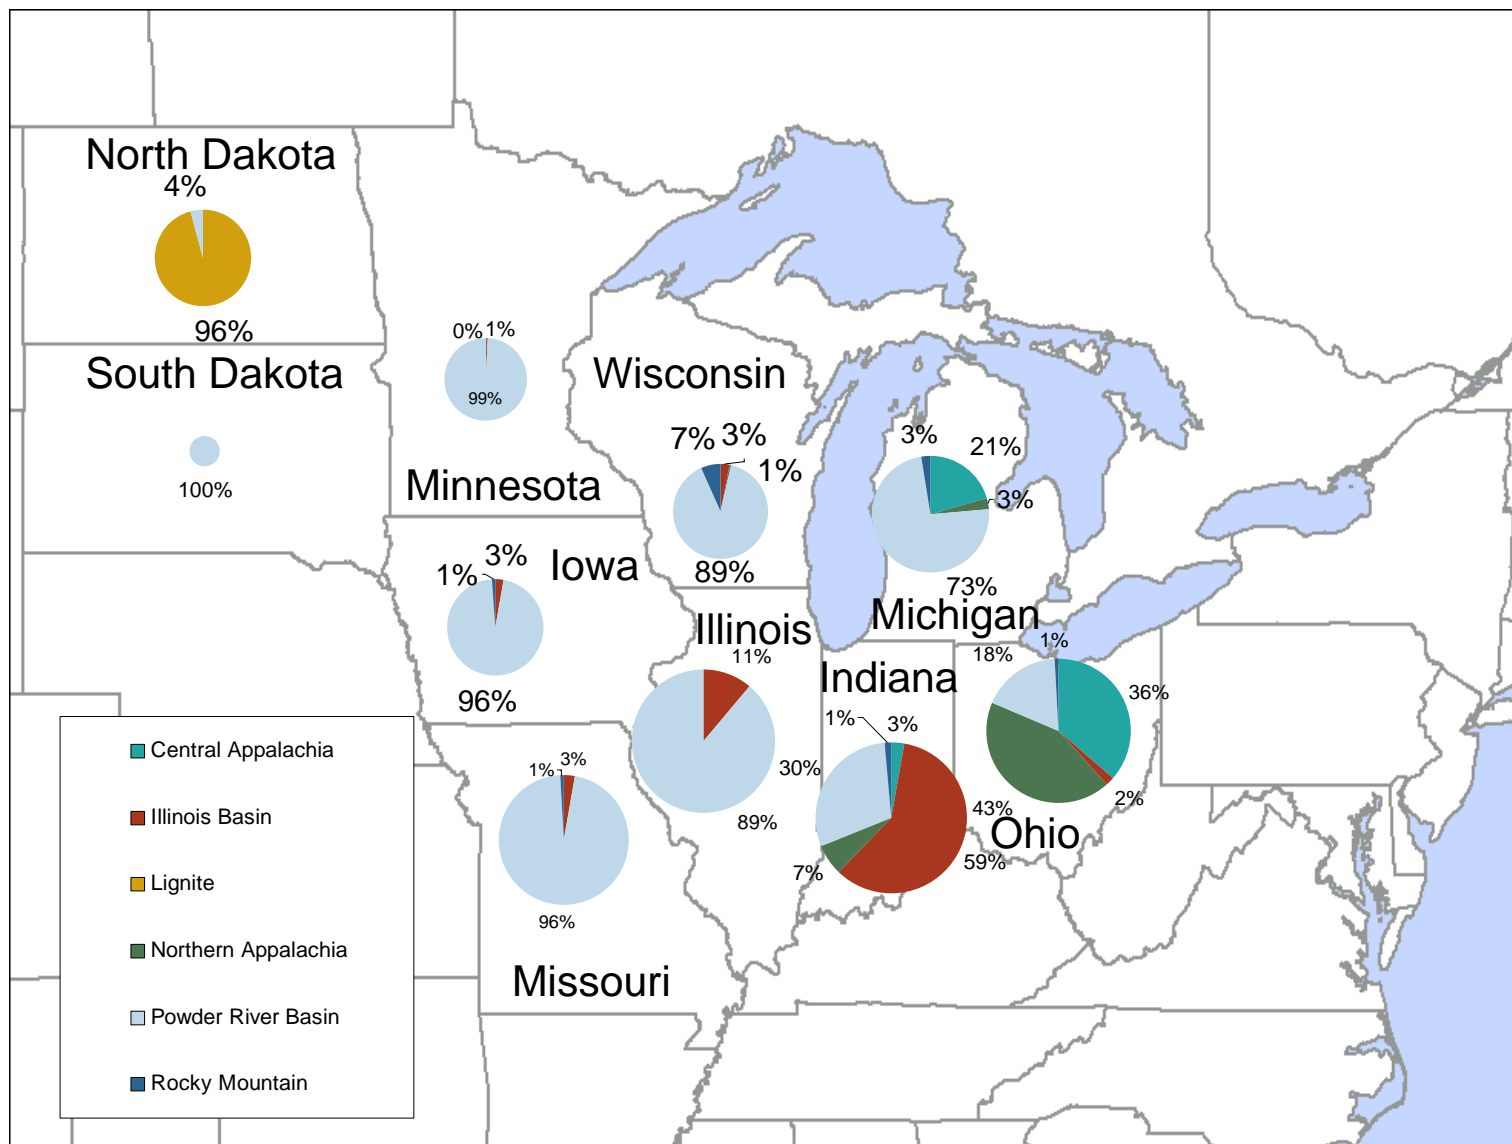 North Dakota
4%
96%
South Dakota
100%
0% 1%
99%
Minnesota
Wisconsin
7% 3%
1%
89%
3% 21%
3%
73%
Michigan
Iowa
1% 3%
96%
Illinois
11%
89%
Indiana
1% 3%
30%
7%
59%
1%
18%
36%
2%
43%
Ohio
1% 3%
96%
Missouri
Central Appalachia
Illinois Basin
Lignite
Northern Appalachia
Powder River Basin
Rocky Mountain